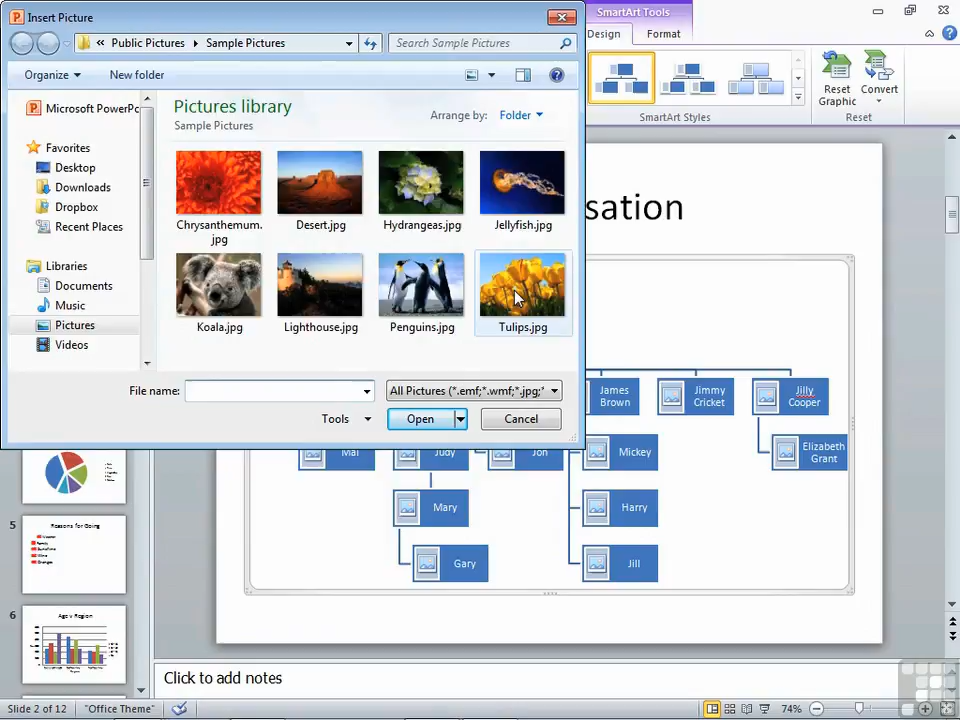 Insert Picture
SmartArt Tools
Design
Format
« Public Pictures
Sample Pictures
Search Sample Pictures
Organize
New folder
Reset
Graphic
Convert
SmartArt Styles
Reset
Microsoft PowerPc
Favorites
Desktop
Downloads
Dropbox
Recent Places
Libraries
Documents
Music
Pictures
Videos
Pictures library
Sample Pictures
Arrange by:
Folder
Chrysanthemum.
jpg
Desert.jpg
Hydrangeas.jpg
Jellyfish.jpg
Koala.jpg
Lighthouse.jpg
Penguins.jpg
Tulips.jpg
File name:
All Pictures (*.emf;*.wmf;*.jpg;*
Tools
Open
Cancel
sation
James
Brown
Jimmy
Cricket
Jilly
Cooper
Mal
Judy
Jon
Mickey
Elizabeth
Grant
Mary
Harry
Gary
Jill
5
Reasons for Going
6
Age v Region
Click to add notes
Slide 2 of 12
"Office Theme"
74%